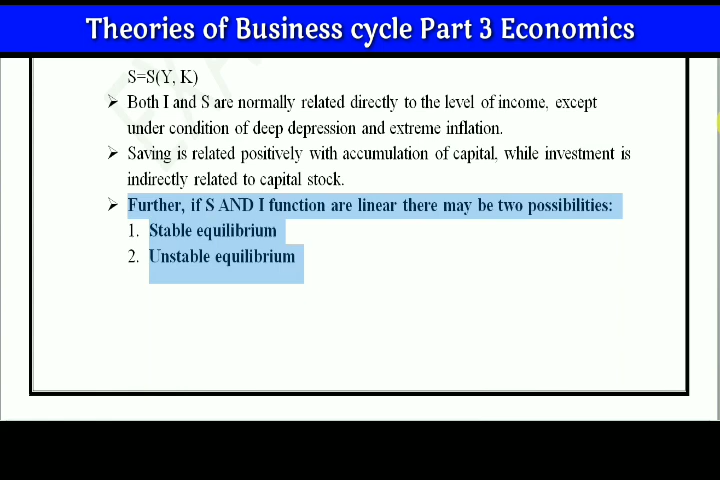 Theories of Business cycle Part 3 Economics
S=S(Y, K)
➢ Both I and S are normally related directly to the level of income, except
under condition of deep depression and extreme inflation.
➢ Saving is related positively with accumulation of capital, while investment is
indirectly related to capital stock.
➢ Further, if S AND I function are linear there may be two possibilities:
1. Stable equilibrium
2. Unstable equilibrium